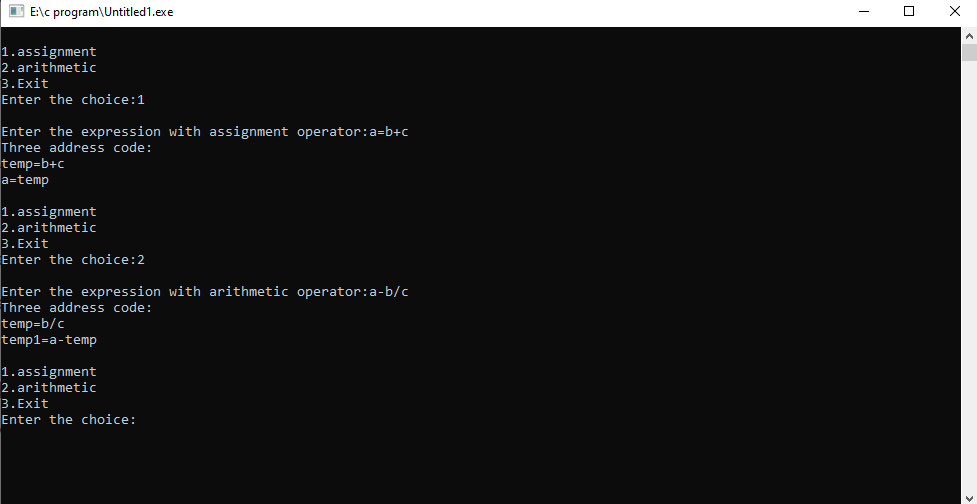 E:\c program\Untitled1.exe
1.assignment
2.arithmetic
3.Exit
Enter the choice:1
Enter the expression with assignment operator:a=b+c
Three address code:
temp=b+c
a=temp
1.assignment
2.arithmetic
3.Exit
Enter the choice:2
Enter the expression with arithmetic operator:a-b/c
Three address code:
temp=b/c
temp1=a-temp
1.assignment
2.arithmetic
3.Exit
Enter the choice: